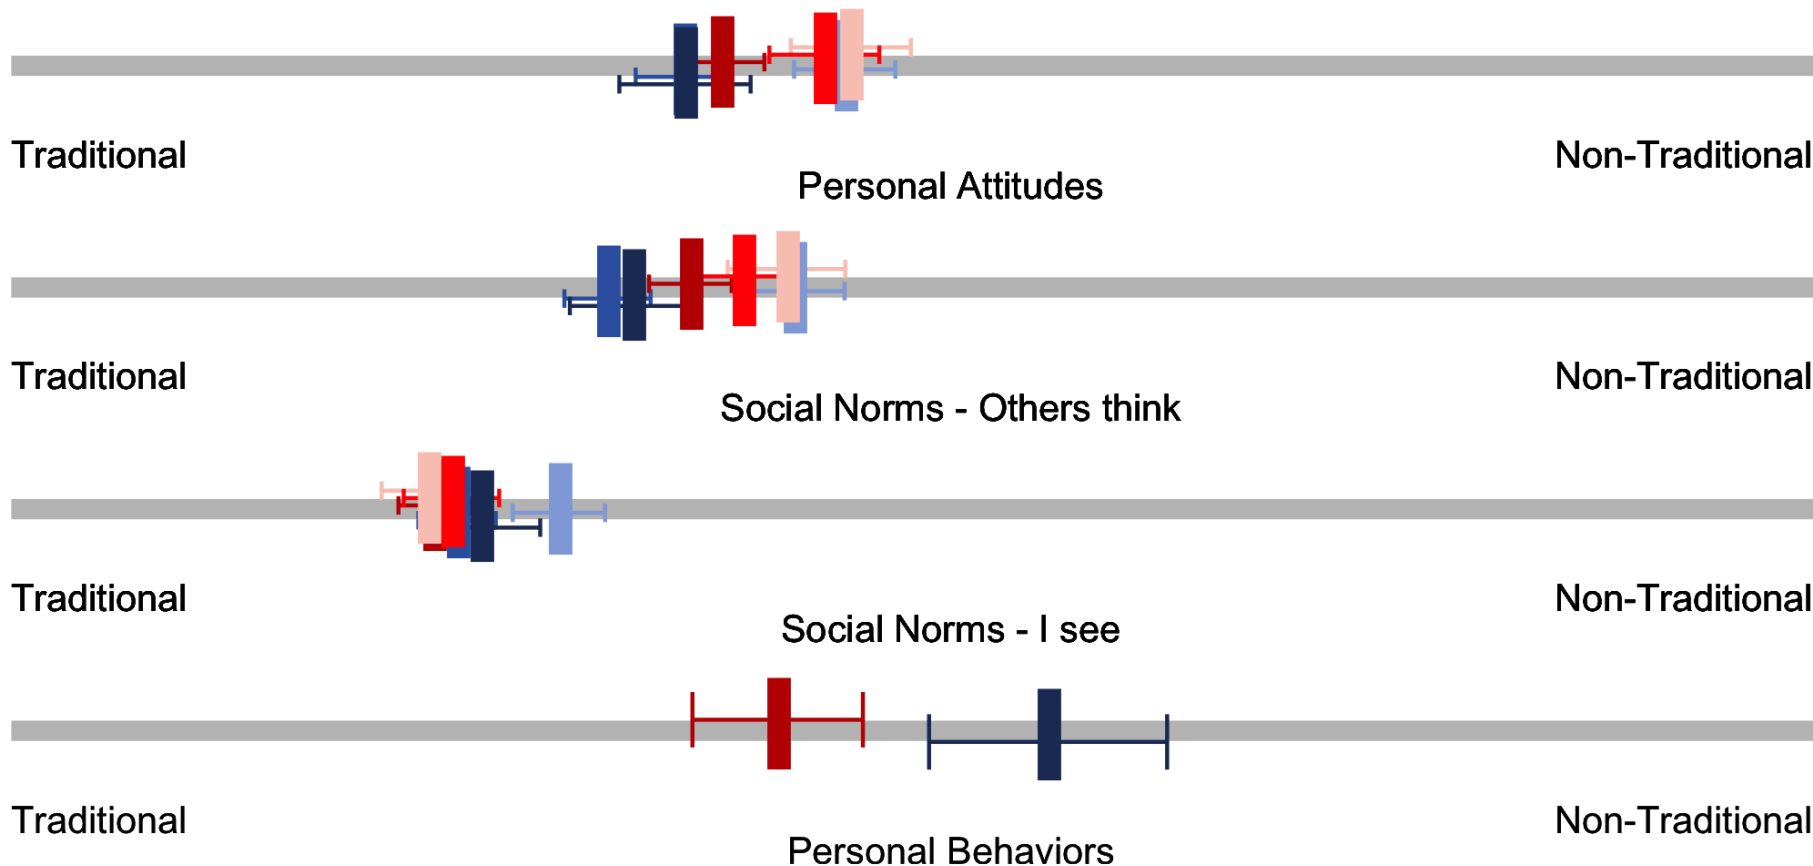 Traditional Non-Traditional
Personal Attitudes
Traditional Non-Traditional
Social Norms - Others think
Traditional Non-Traditional
Social Norms - I see
Traditional Non-Traditional
Personal Behaviors